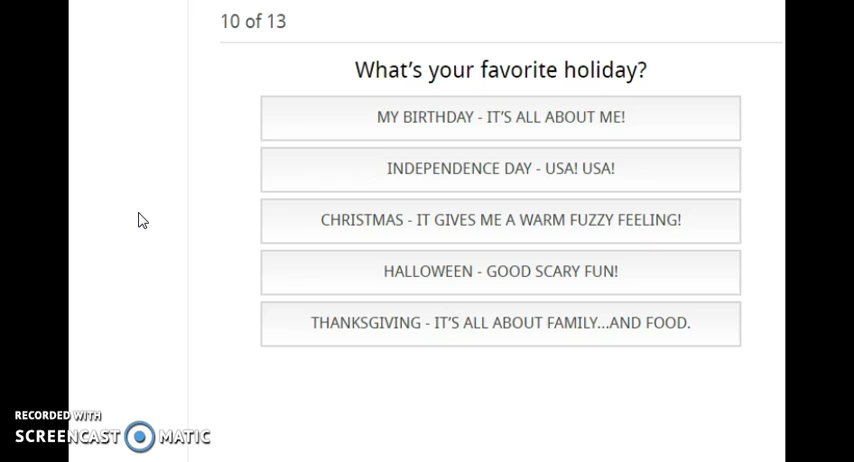 10 of 13
What's your favorite holiday?
MY BIRTHDAY - IT'S ALL ABOUT ME!
INDEPENDENCE DAY - USA! USA!
CHRISTMAS - IT GIVES ME A WARM FUZZY FEELING!
HALLOWEEN - GOOD SCARY FUN!
THANKSGIVING - IT'S ALL ABOUT FAMILY...AND FOOD.
RECORDED WITH
SCREENCAST MATIC